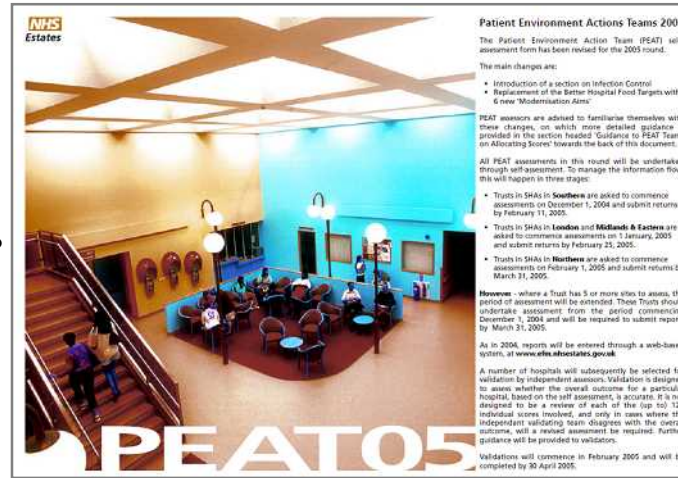 NHS
Estates
PEAT05
Patient Environment Actions Teams 200
The Patient Environment Action Team (PEAT) sel
assessment form has been revised for the 2005 round.
The main changes are:
• Introduction of a section on Infection Control
• Replacement of the Better Hospital Food Targets with
6 new 'Modernisation Aims'
PEAT assessors are advised to familiarise themselves wit
these changes, on which more detailed guidance
provided in the section headed 'Guidance to PEAT Team
on Allocating Scores' towards the back of this document.
All PEAT assessments in this round will be undertake
through self-assessment. To manage the information flow
this will happen in three stages:
• Trusts in SHAs in Southern are asked to commence
assessments on December 1, 2004 and submit returns
by February 11, 2005.
• Trusts in SHAs in London and Midlands & Eastern are
asked to commence assessments on 1 January, 2005
and submit returns by February 25, 2005.
• Trusts in SHAs in Northern are asked to commence
assessments on February 1, 2005 and submit returns b
March 31, 2005.
However - where a Trust has 5 or more sites to assess, th
period of assessment will be extended. These Trusts shoul
undertake assessment from the period commencin
December 1, 2004 and will be required to submit repor
by March 31, 2005.
As in 2004, reports will be entered through a web-base
system, at www.efm.nhsestates.gov.uk
A number of hospitals will subsequently be selected fo
validation by independent assessors. Validation is designe
to assess whether the overall outcome for a particula
hospital, based on the self assessment, is accurate. It is no
designed to be a review of each of the (up to) 12
individual scores involved, and only in cases where th
independant validating team disagrees with the overa
outcome, will a revised assessment be required. Furthe
guidance will be provided to validators.
Validations will commence in February 2005 and will b
completed by 30 April 2005.